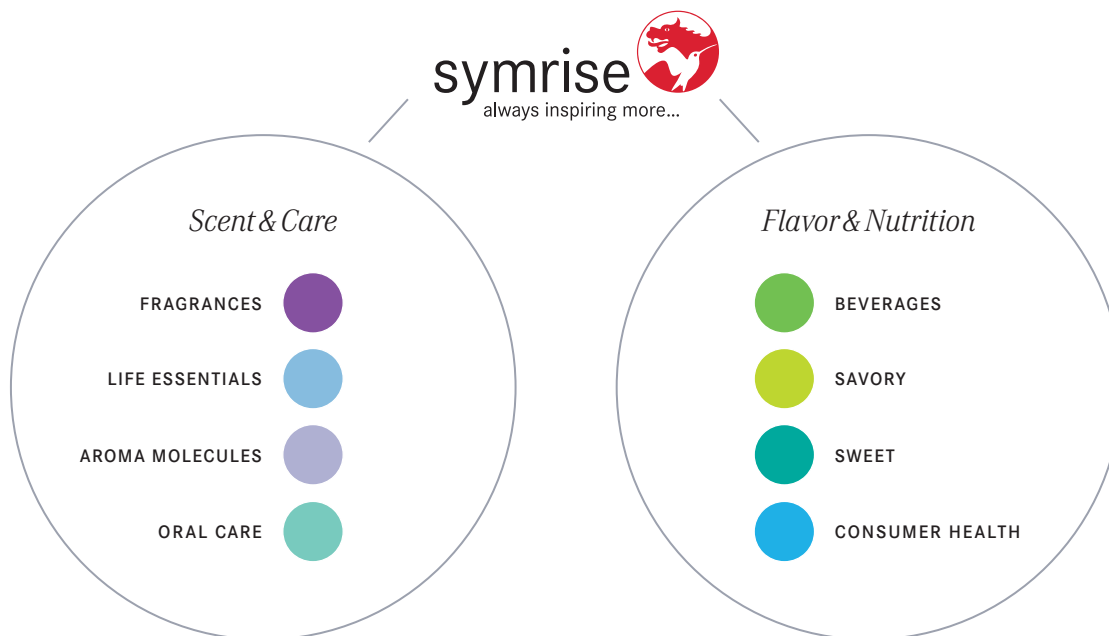 symrise
always inspiring more...
Scent & Care
FRAGRANCES
LIFE ESSENTIALS
AROMA MOLECULES
ORAL CARE
Flavor & Nutrition
BEVERAGES
SAVORY
SWEET
CONSUMER HEALTH